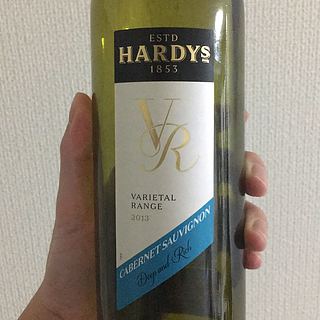 ESTD
HARDYS
1853
VR
VARIETAL
RANGE
2013
CABERNET SAUVIGNON
Deep and Rich